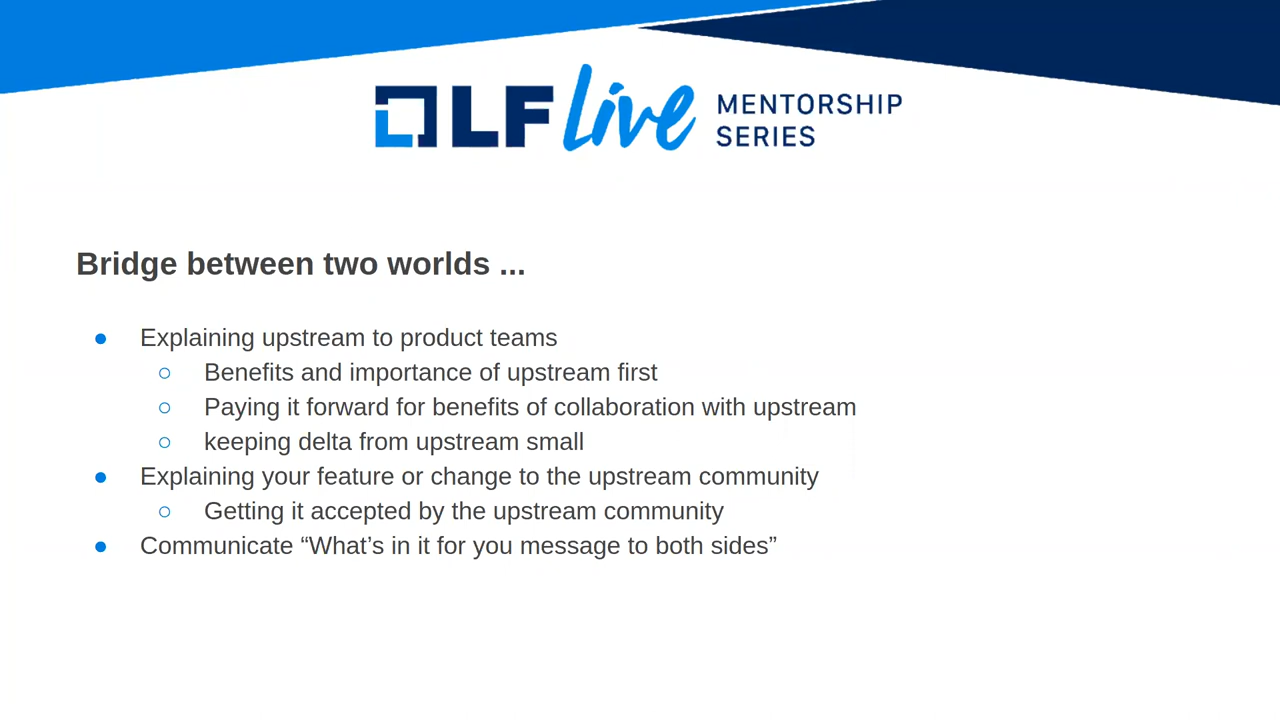 LF Live MENTORSHIP
SERIES
Bridge between two worlds ...
● Explaining upstream to product teams
○ Benefits and importance of upstream first
○ Paying it forward for benefits of collaboration with upstream
○ keeping delta from upstream small
● Explaining your feature or change to the upstream community
○ Getting it accepted by the upstream community
● Communicate “What’s in it for you message to both sides”